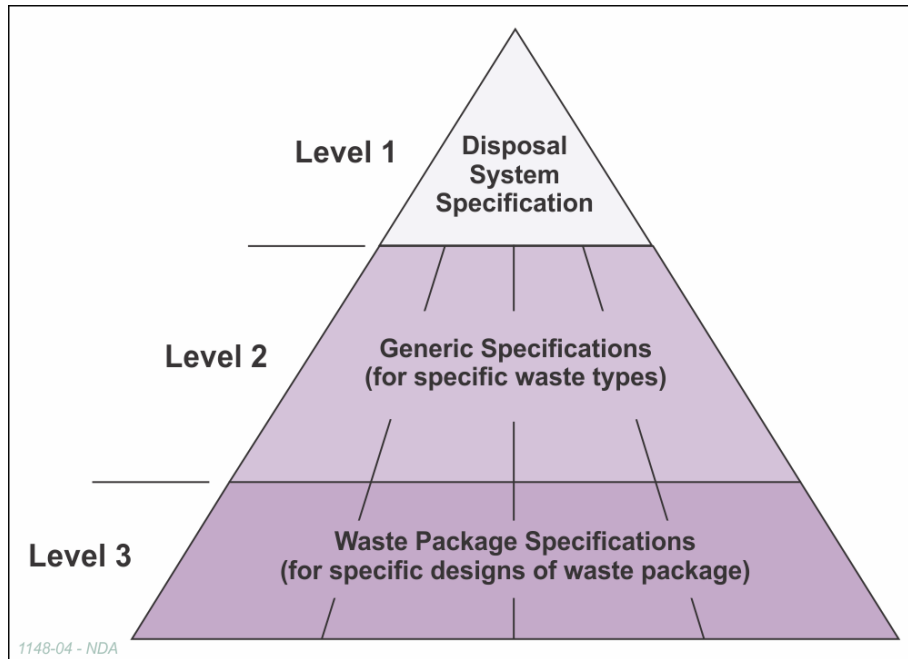 Level 1
Disposal
System
Specification
Level 2
Generic Specifications
(for specific waste types)
Level 3
Waste Package Specifications
(for specific designs of waste package)
1148-04 - NDA